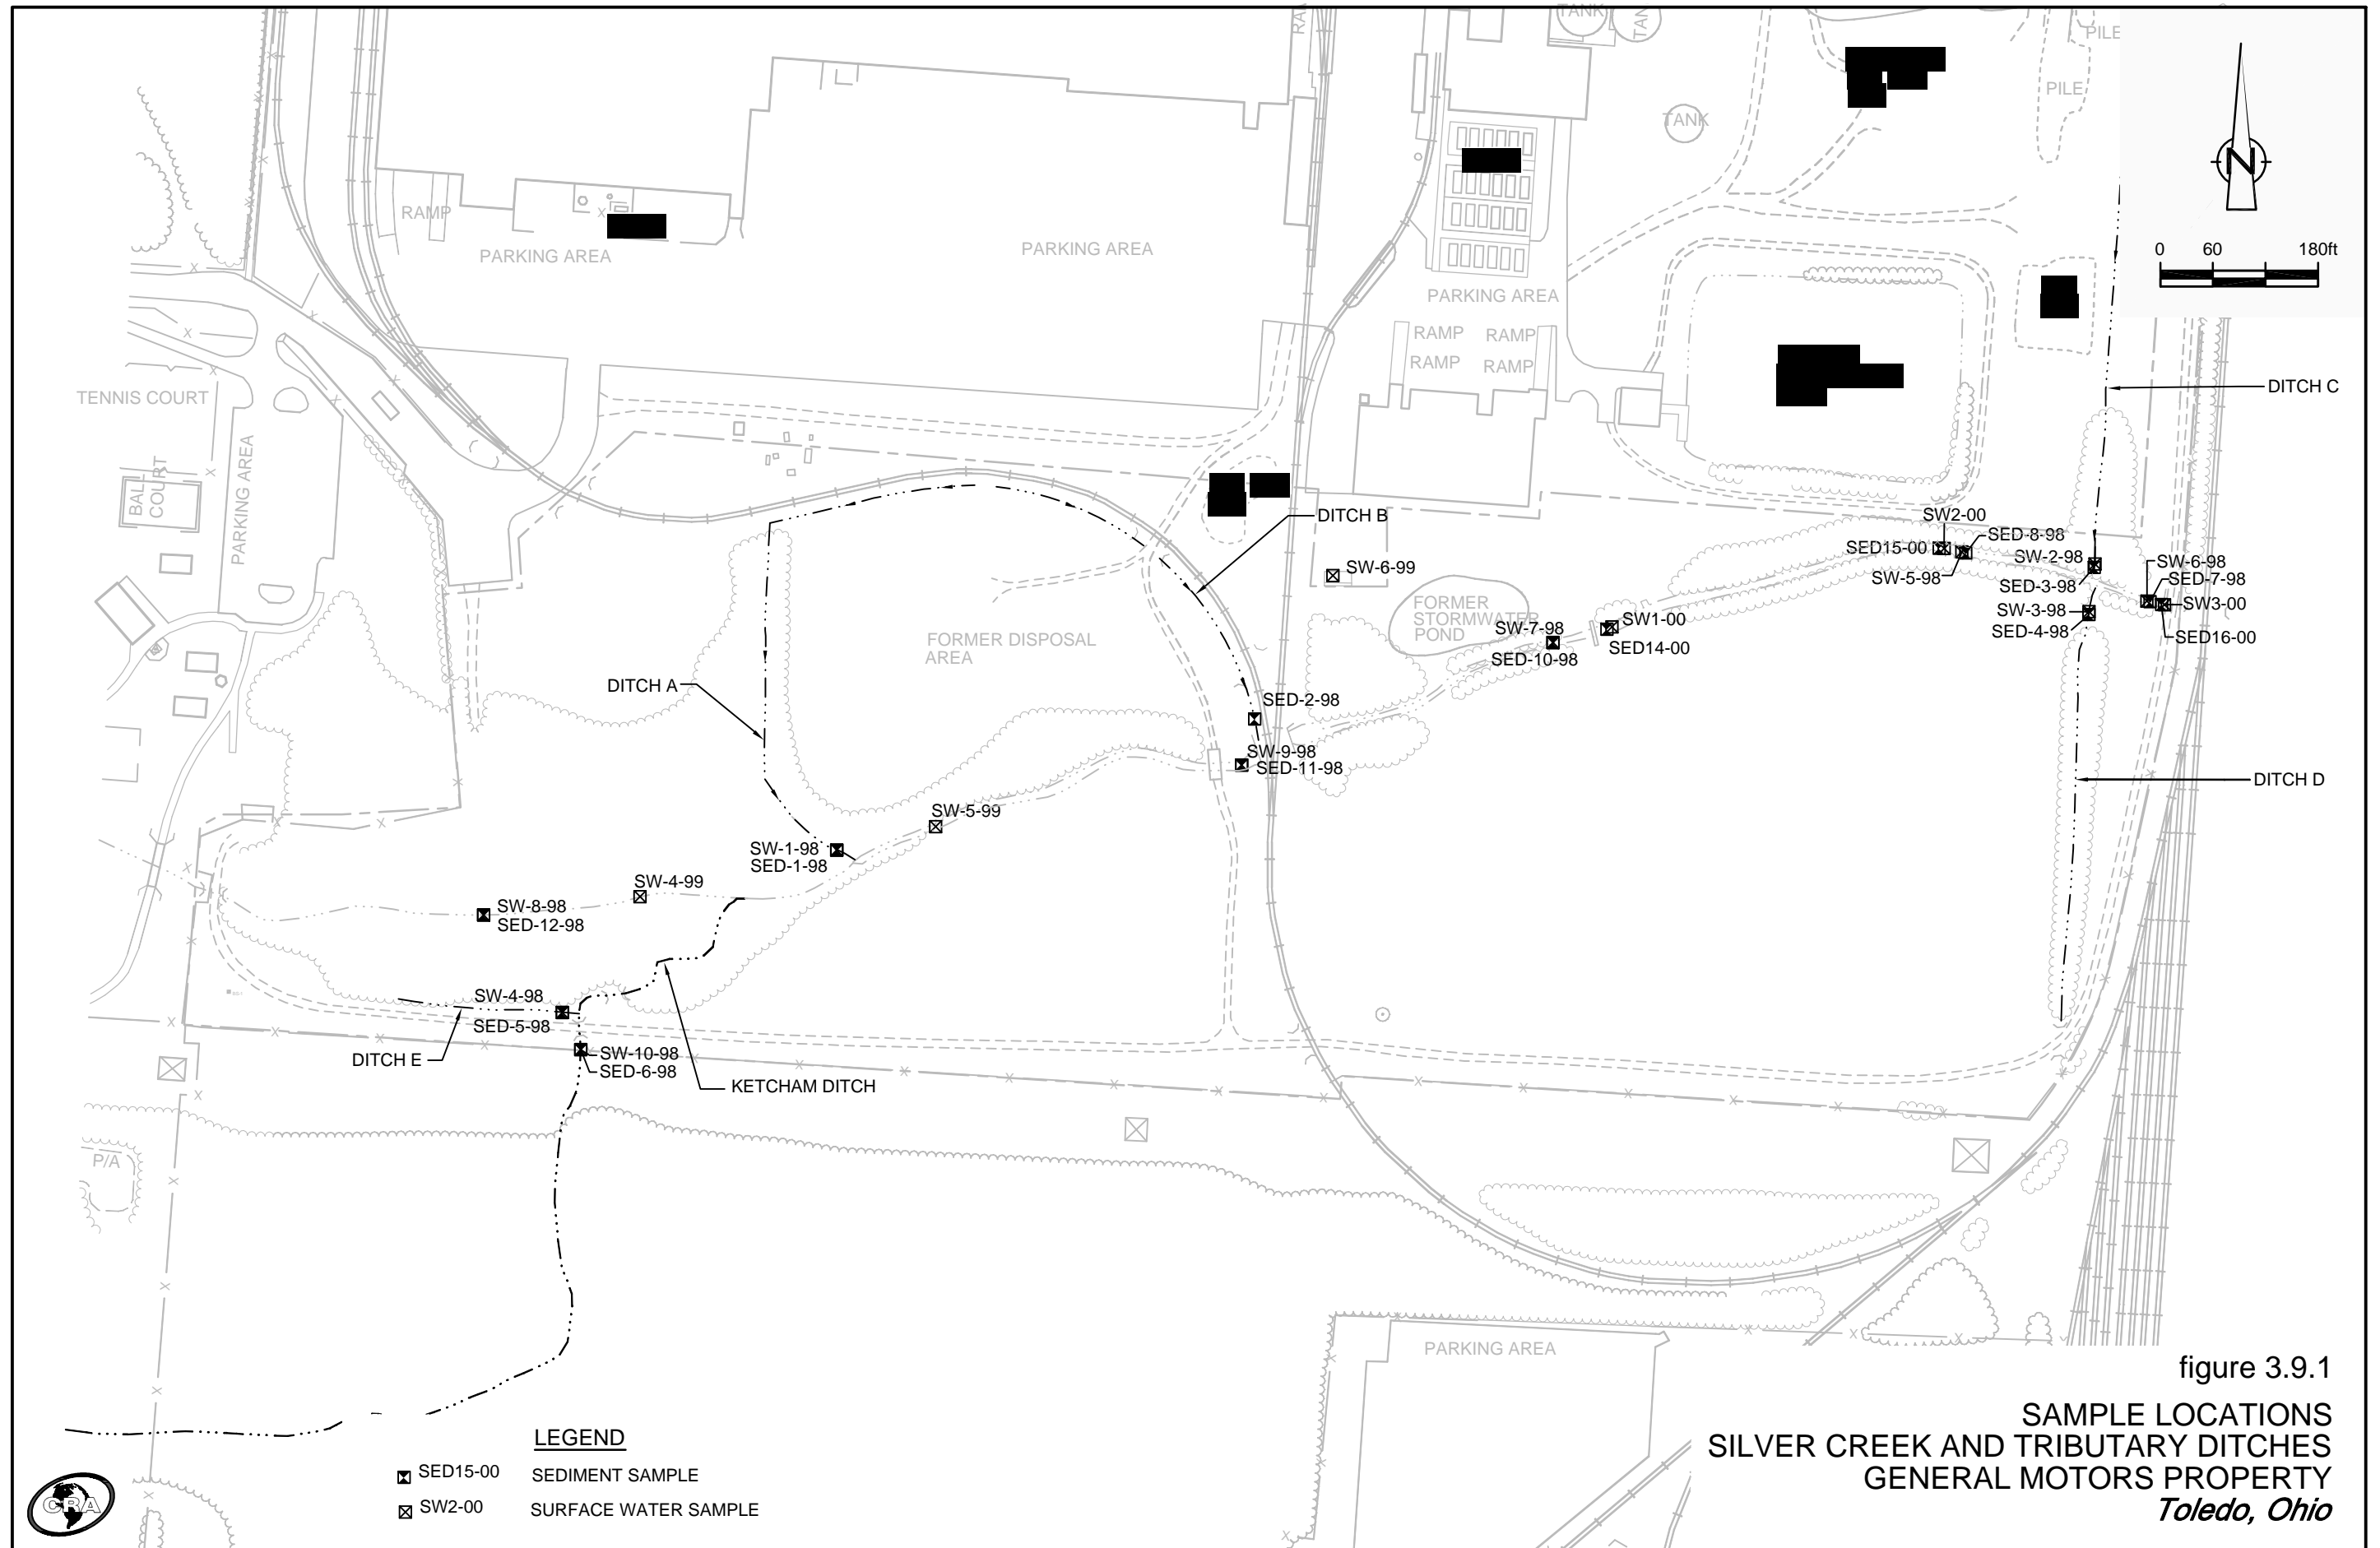 TANK
PILE
PILE
TANK
N
RAMP
PARKING AREA
PARKING AREA
0 60 180ft
PARKING AREA
RAMP RAMP
RAMP RAMP
DITCH C
TENNIS COURT
PARKING AREA
COURT
DITCH B
SW2-00
SED-8-98
SED15-00
SW-2-98
SW-5-98
SED-3-98
SW-6-98
SED-7-98
SW3-00
SW-3-98
SED-4-98
SED16-00
SW-6-99
FORMER
STORMWATER
POND
SW-7-98
SED-10-98
SW1-00
SED14-00
FORMER DISPOSAL
AREA
DITCH A
SED-2-98
SW-9-98
SED-11-98
DITCH D
SW-5-99
SW-1-98
SED-1-98
SW-4-99
SW-8-98
SED-12-98
SW-4-98
SED-5-98
DITCH E
SW-10-98
SED-6-98
KETCHAM DITCH
P/A
PARKING AREA
figure 3.9.1
SAMPLE LOCATIONS
SILVER CREEK AND TRIBUTARY DITCHES
GENERAL MOTORS PROPERTY
Toledo, Ohio
LEGEND
SED15-00 SEDIMENT SAMPLE
SW2-00 SURFACE WATER SAMPLE
CRA